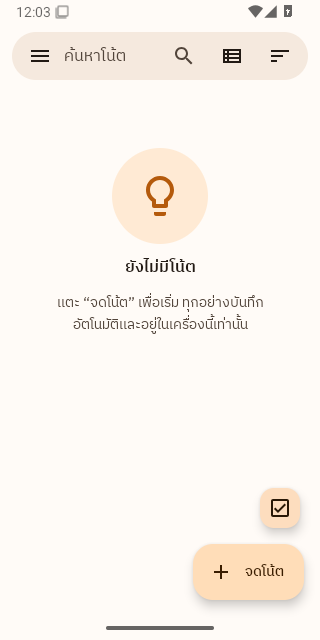 12:03
ค้นหาโน้ต
ยังไม่มีโน้ต
แตะ “จดโน้ต” เพื่อเริ่ม ทุกอย่างบันทึก
อัตโนมัติและอยู่ในเครื่องนี้เท่านั้น
จดโน้ต